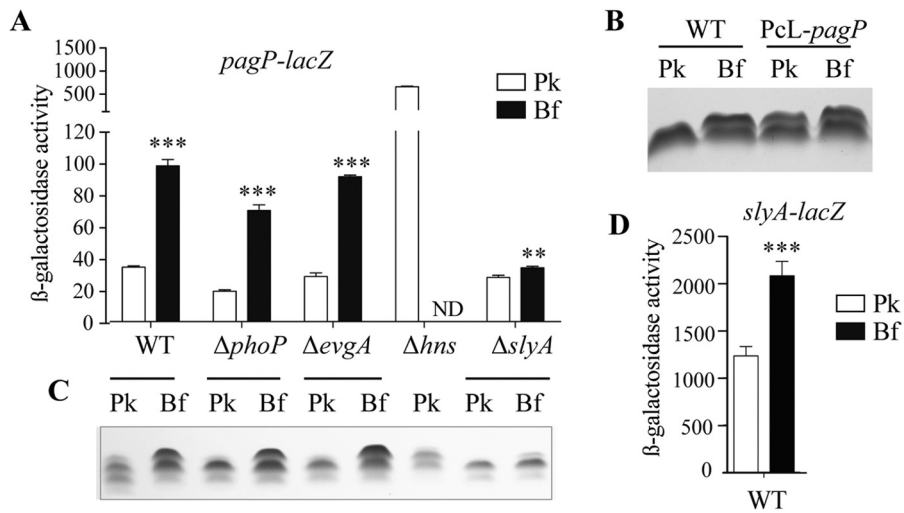 A
pagP-lacZ
ß-galactosidase activity
1500
1000
500
120
100
80
60
40
20
0
Pk
Bf
***
***
***
ND
**
WT
ΔphoP
ΔevgA
Δhns
ΔslyA
B
WT PcL-pagP
Pk Bf Pk Bf
C
Pk Bf Pk Bf Pk Bf Pk Pk Bf
D
slyA-lacZ
ß-galactosidase activity
2500
2000
1500
1000
500
0
***
Pk
Bf
WT